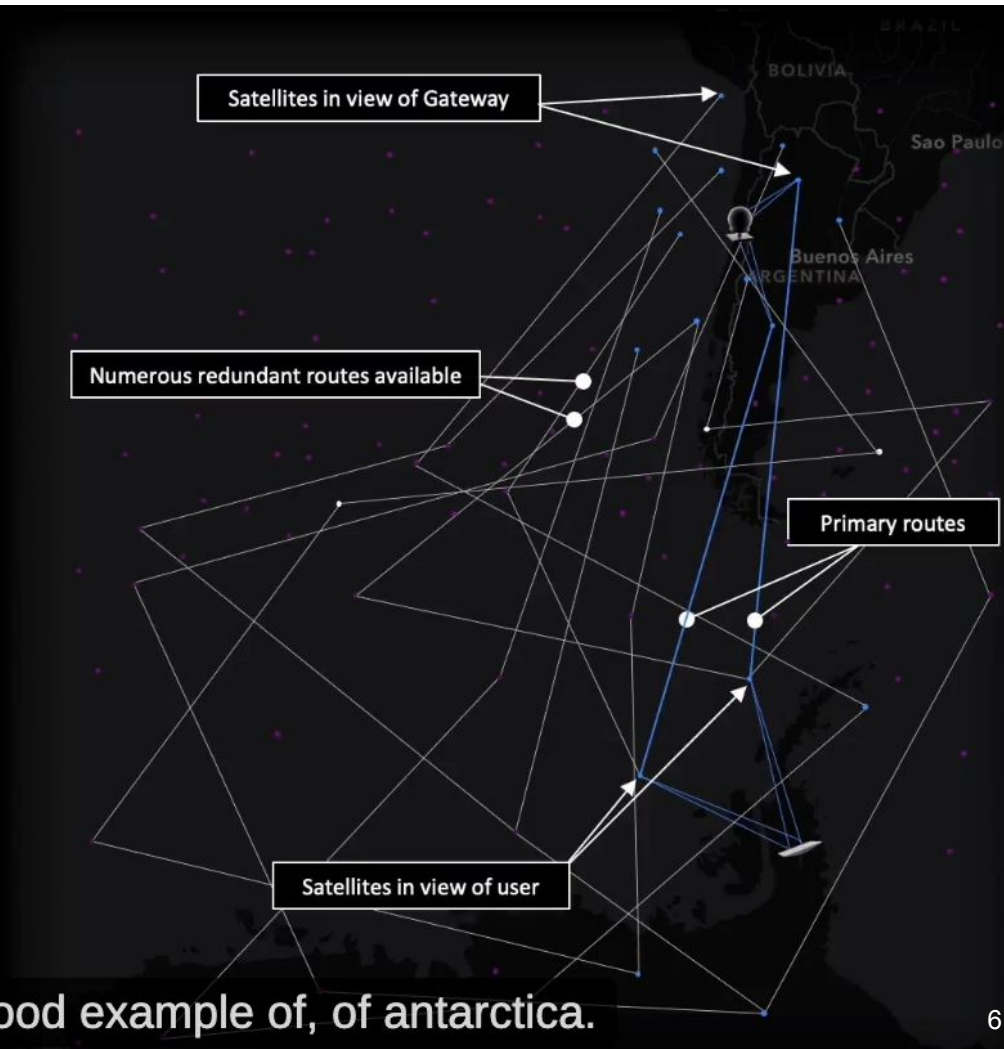 BRAZIL
BOLIVIA
Satellites in view of Gateway
Sao Paulo
Buenos Aires
ARGENTINA
Numerous redundant routes available
Primary routes
Satellites in view of user
ood example of, of antarctica.
6